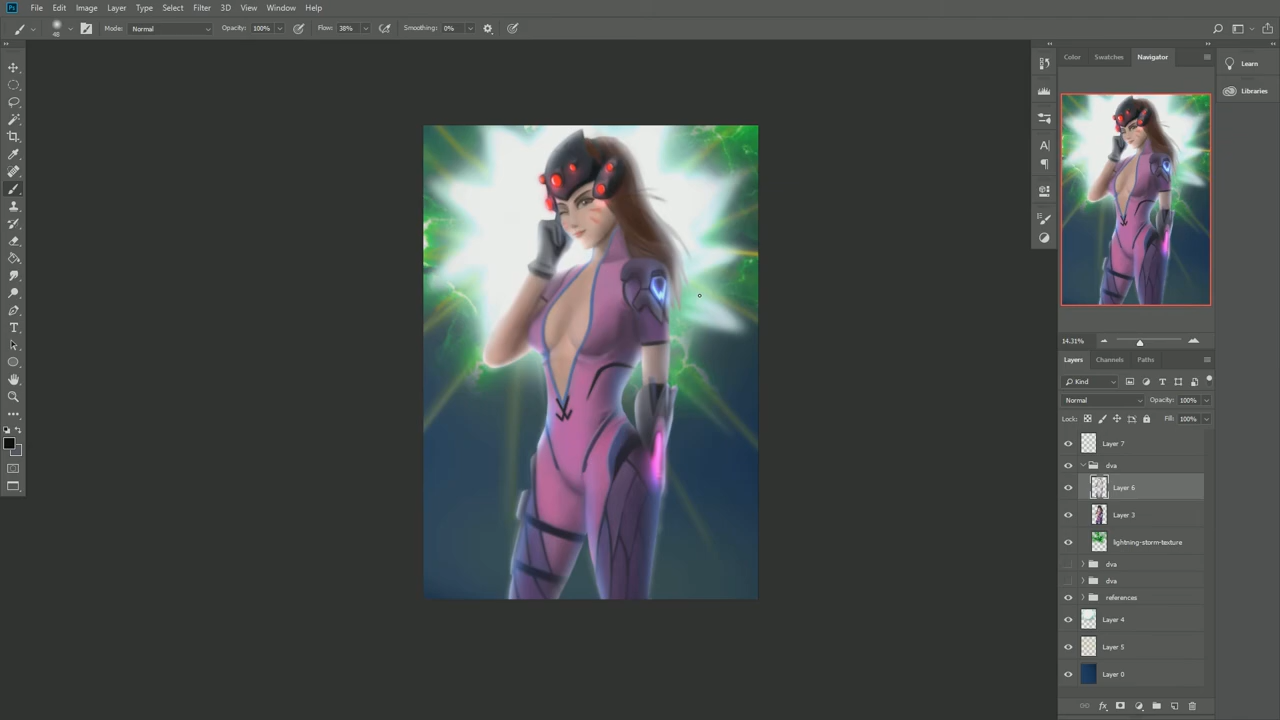 Ps File Edit Image Layer Type Select Filter 3D View Window Help
48 Mode: Normal Opacity: 100% Flow: 38% Smoothing: 0%
Color Swatches Navigator
Learn
Libraries
14.31%
Layers Channels Paths
Kind
Normal Opacity: 100%
Lock: Fill: 100%
Layer 7
dva
Layer 6
Layer 3
lightning-storm-texture
dva
dva
references
Layer 4
Layer 5
Layer 0